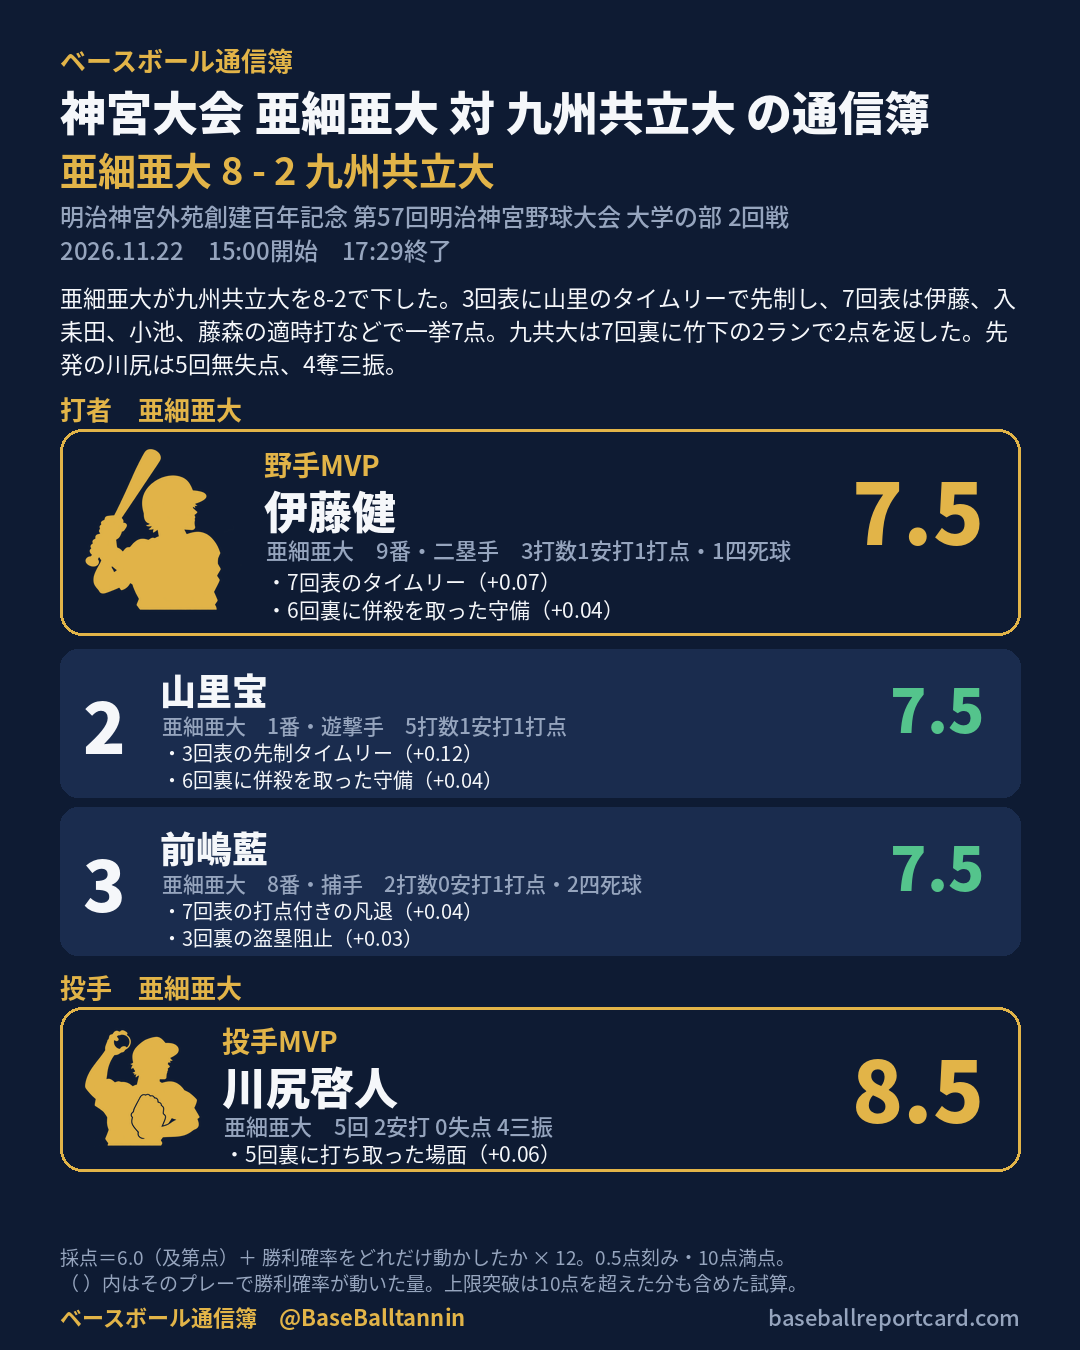 ベースボール通信簿
神宮大会 亜細亜大 対 九州共立大 の通信簿
亜細亜大 8 - 2 九州共立大
明治神宮外苑創建百年記念 第57回明治神宮野球大会 大学の部 2回戦
2026.11.22　15:00開始　17:29終了
亜細亜大が九州共立大を8-2で下した。3回表に山里のタイムリーで先制し、7回表は伊藤、入
耒田、小池、藤森の適時打などで一挙7点。九共大は7回裏に竹下の2ランで2点を返した。先
発の川尻は5回無失点、4奪三振。
打者　亜細亜大
野手MVP
伊藤健
亜細亜大　9番・二塁手　3打数1安打1打点・1四死球
・7回表のタイムリー（+0.07）
・6回裏に併殺を取った守備（+0.04）
7.5
2
山里宝
亜細亜大　1番・遊撃手　5打数1安打1打点
・3回表の先制タイムリー（+0.12）
・6回裏に併殺を取った守備（+0.04）
7.5
3
前嶋藍
亜細亜大　8番・捕手　2打数0安打1打点・2四死球
・7回表の打点付きの凡退（+0.04）
・3回裏の盗塁阻止（+0.03）
7.5
投手　亜細亜大
投手MVP
川尻啓人
亜細亜大　5回 2安打 0失点 4三振
・5回裏に打ち取った場面（+0.06）
8.5
採点＝6.0（及第点）＋ 勝利確率をどれだけ動かしたか × 12。0.5点刻み・10点満点。
（ ）内はそのプレーで勝利確率が動いた量。上限突破は10点を超えた分も含めた試算。
ベースボール通信簿　@BaseBalltannin
baseballreportcard.com